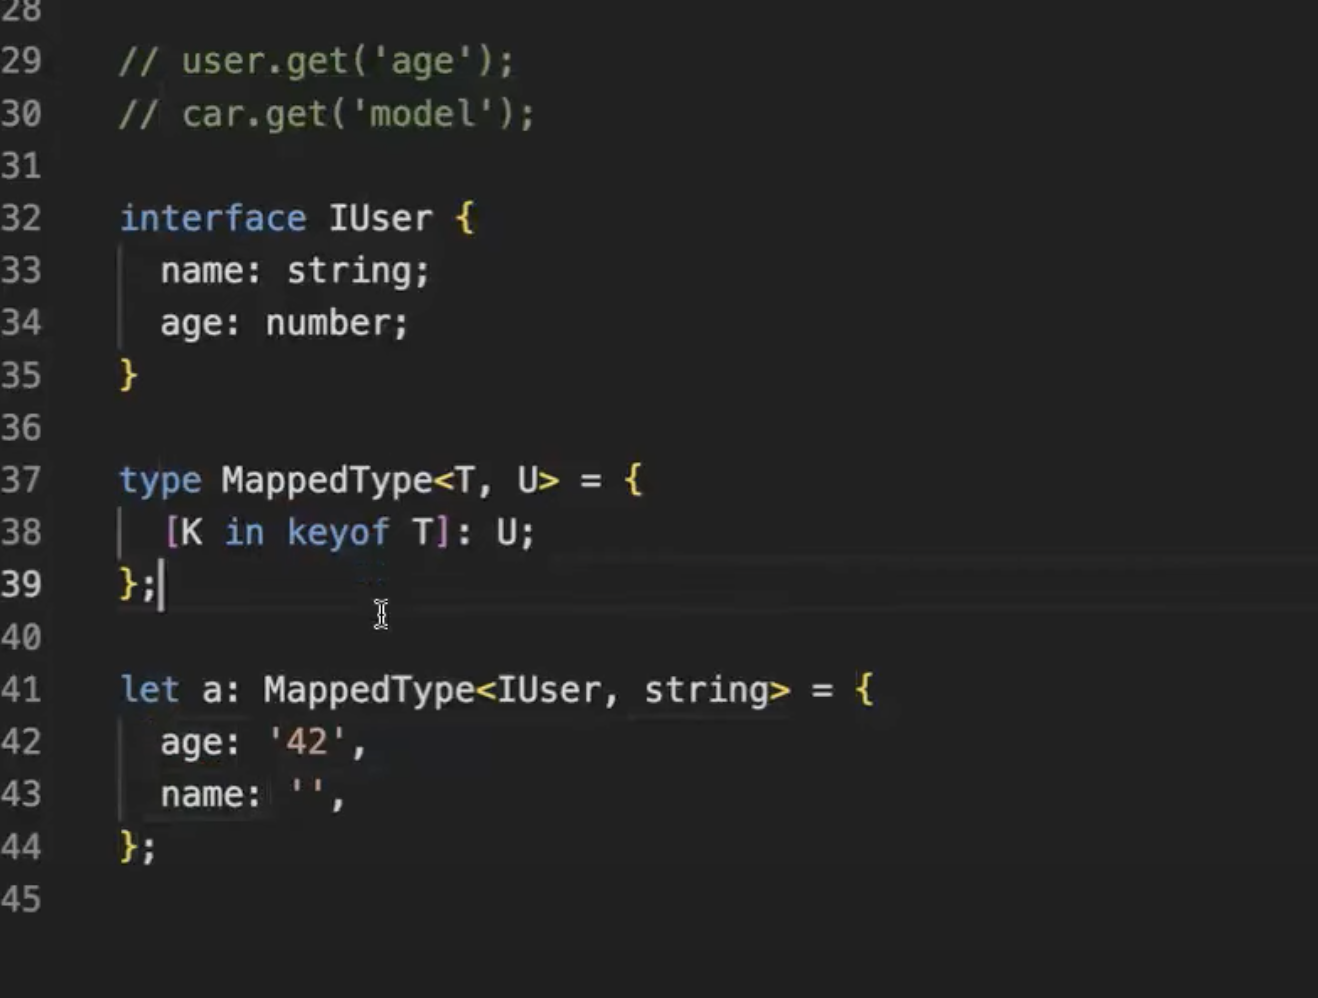 28
29 // user.get('age');
30 // car.get('model');
31
32 interface IUser {
33 name: string;
34 age: number;
35 }
36
37 type MappedType<T, U> = {
38 [K in keyof T]: U;
39 };
40
41 let a: MappedType<IUser, string> = {
42 age: '42',
43 name: '',
44 };
45